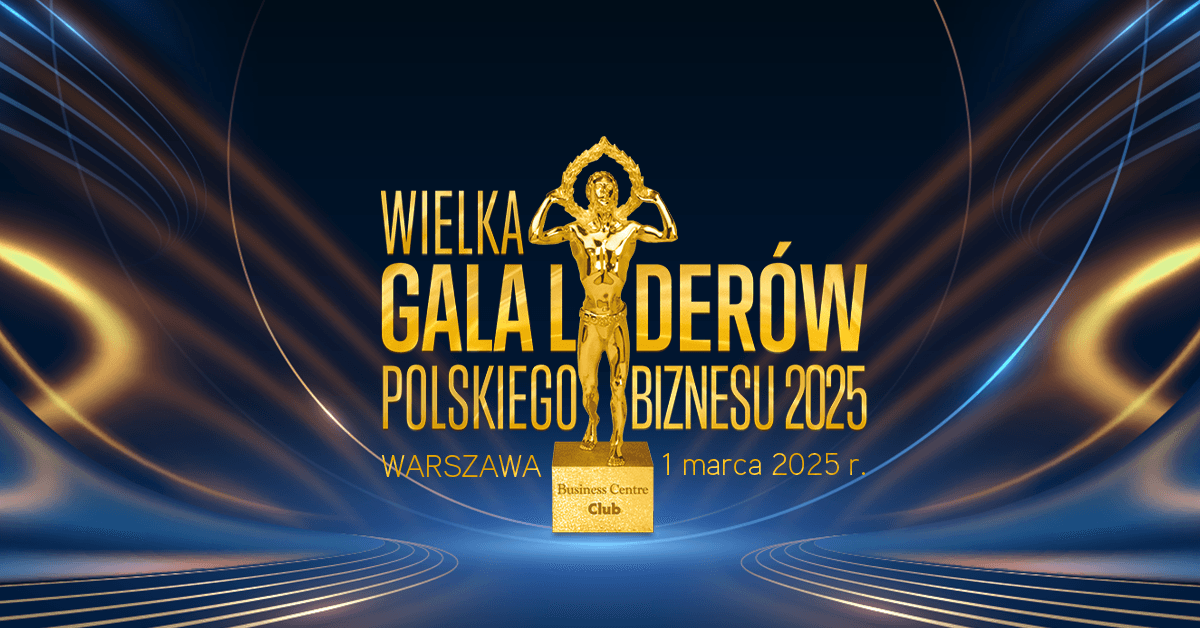 WIELKA
GALA LIDERÓW
POLSKIEGO BIZNESU 2025
WARSZAWA 1 marca 2025 r.
Business Centre
Club